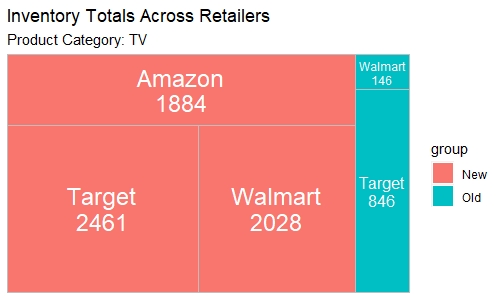 Inventory Totals Across Retailers
Product Category: TV
Amazon
1884
Walmart
146
Target
2461
Walmart
2028
Target
846
group
New
Old